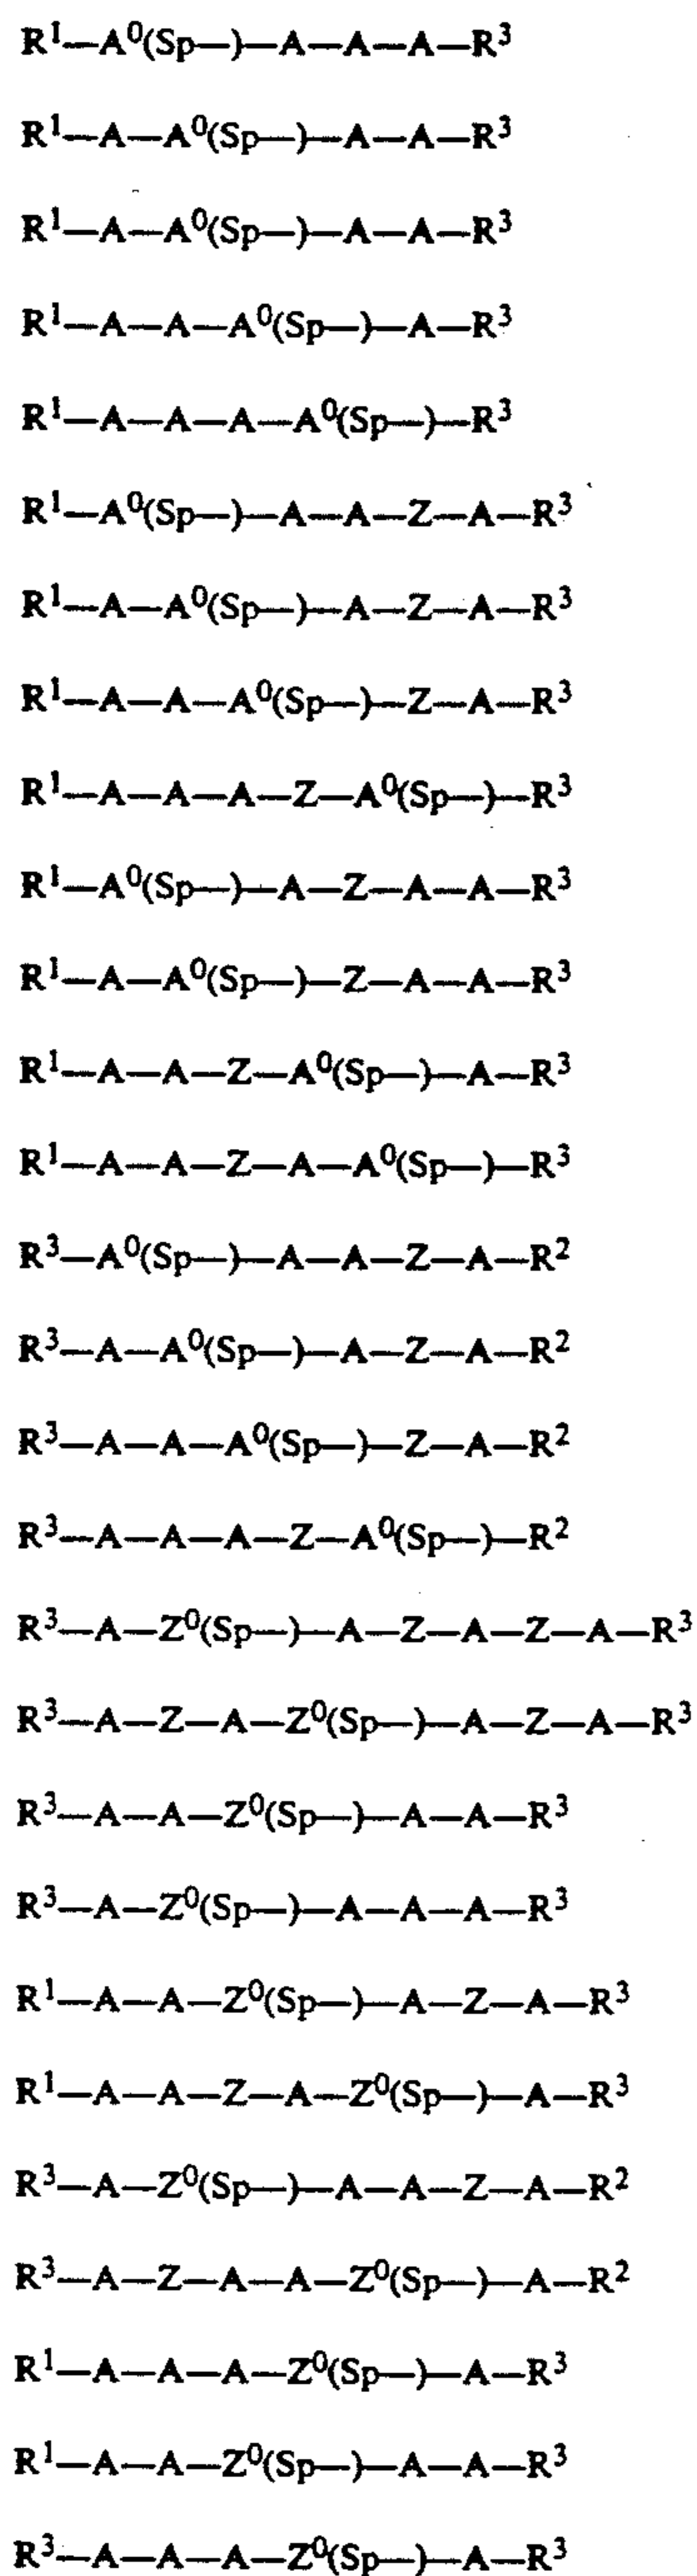 R¹—A⁰(Sp—)—A—A—A—R³
R¹—A—A⁰(Sp—)—A—A—R³
R¹—A—A⁰(Sp—)—A—A—R³
R¹—A—A—A⁰(Sp—)—A—R³
R¹—A—A—A—A⁰(Sp—)—R³
R¹—A⁰(Sp—)—A—A—Z—A—R³
R¹—A—A⁰(Sp—)—A—Z—A—R³
R¹—A—A—A⁰(Sp—)—Z—A—R³
R¹—A—A—A—Z—A⁰(Sp—)—R³
R¹—A⁰(Sp—)—A—Z—A—A—R³
R¹—A—A⁰(Sp—)—Z—A—A—R³
R¹—A—A—Z—A⁰(Sp—)—A—R³
R¹—A—A—Z—A—A⁰(Sp—)—R³
R³—A⁰(Sp—)—A—A—Z—A—R²
R³—A—A⁰(Sp—)—A—Z—A—R²
R³—A—A—A⁰(Sp—)—Z—A—R²
R³—A—A—A—Z—A⁰(Sp—)—R²
R³—A—Z⁰(Sp—)—A—Z—A—Z—A—R³
R³—A—Z—A—Z⁰(Sp—)—A—Z—A—R³
R³—A—A—Z⁰(Sp—)—A—A—R³
R³—A—Z⁰(Sp—)—A—A—A—R³
R¹—A—A—Z⁰(Sp—)—A—Z—A—R³
R¹—A—A—Z—A—Z⁰(Sp—)—A—R³
R³—A—Z⁰(Sp—)—A—A—Z—A—R²
R³—A—Z—A—A—Z⁰(Sp—)—A—R²
R¹—A—A—A—Z⁰(Sp—)—A—R³
R¹—A—A—Z⁰(Sp—)—A—A—R³
R³—A—A—A—Z⁰(Sp—)—A—R³